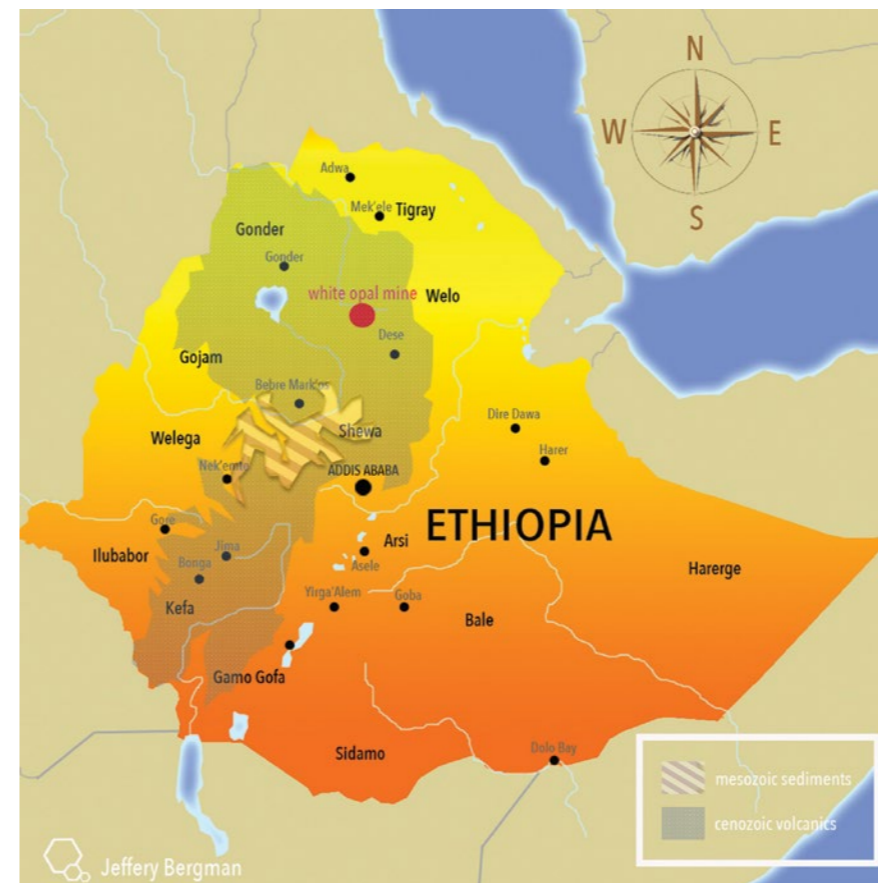 N
W
E
S
Adwa
Mek'ele
Tigray
Gonder
Gonder
white opal mine
Welo
Dese
Gojam
Bebre Mark'os
Dire Dawa
Welega
Shewa
Harer
Nek'emte
ADDIS ABABA
Gore
ETHIOPIA
Arsi
Ilubabor
Jima
Asele
Bonga
Harerge
Yirga'Alem
Goba
Kefa
Bale
Gamo Gofa
Sidamo
Dolo Bay
mesozoic sediments
cenozoic volcanics
Jeffery Bergman